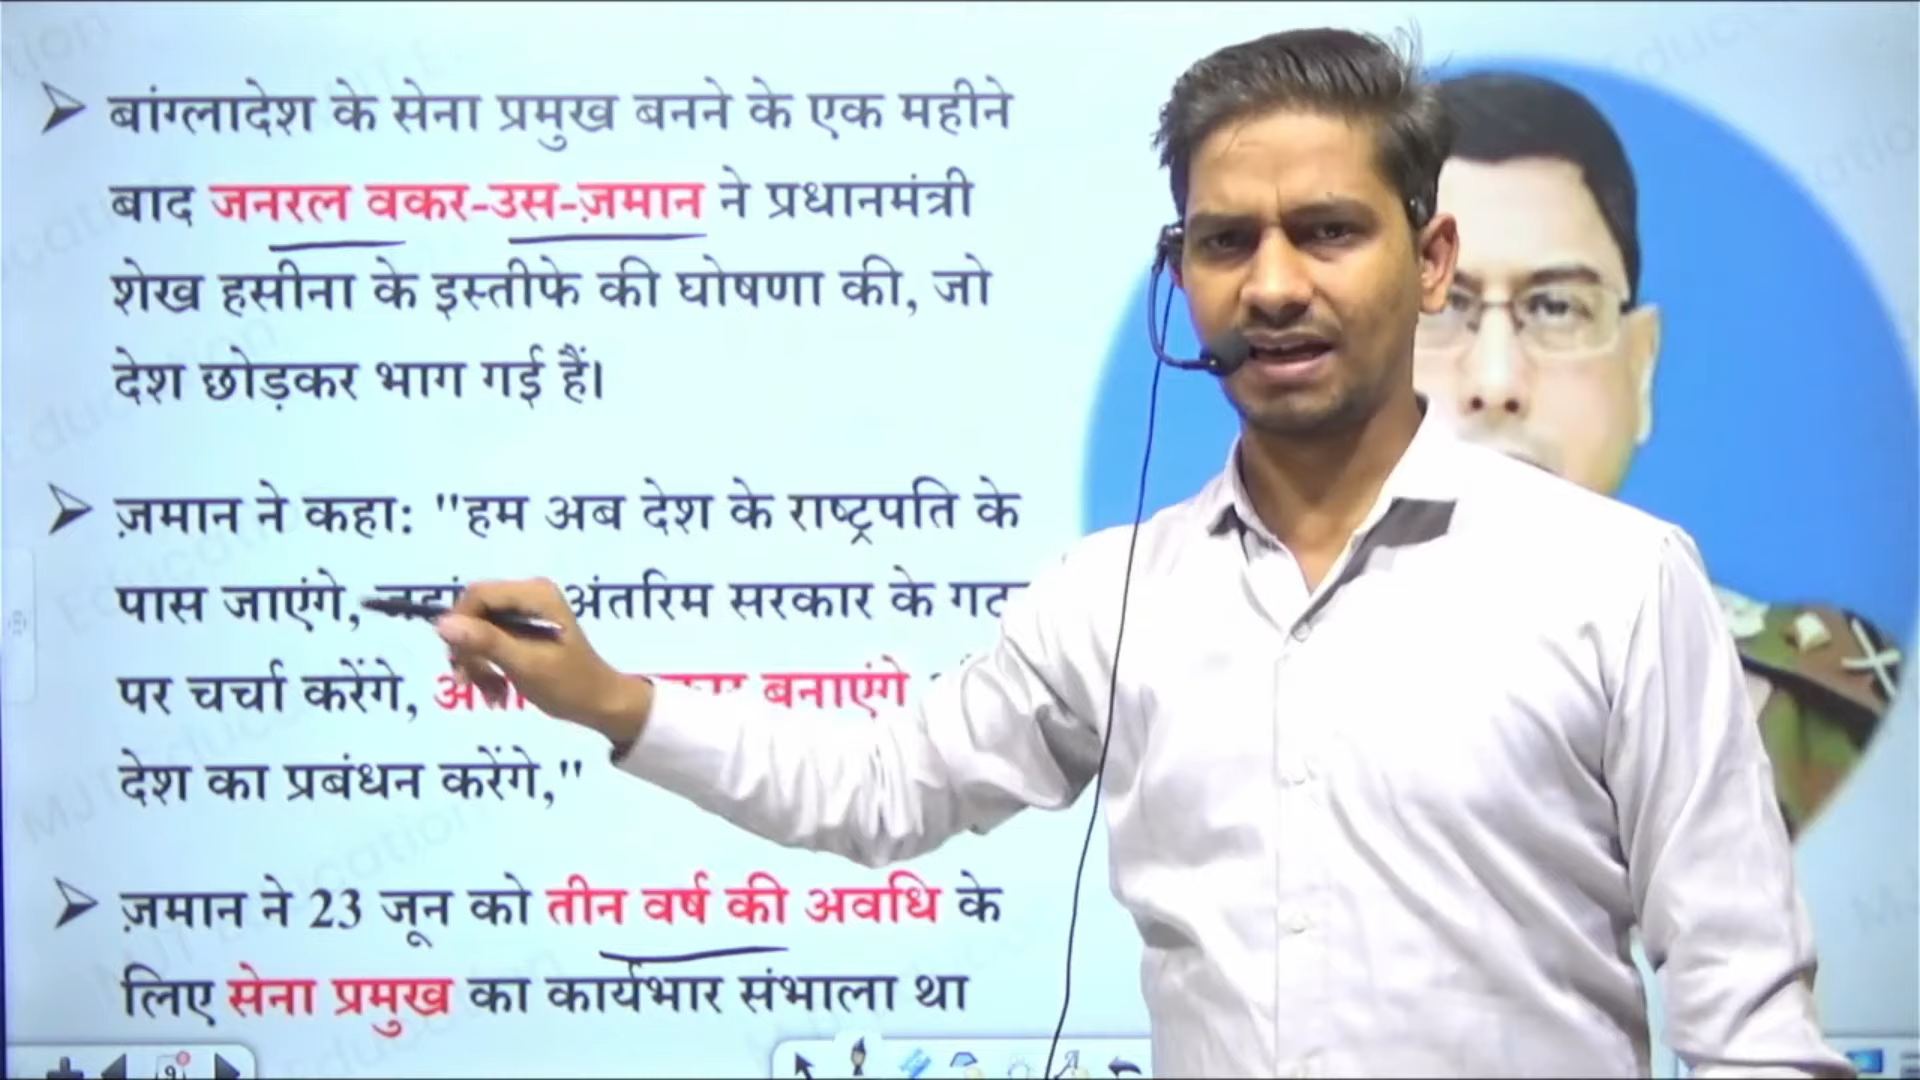 बांग्लादेश के सेना प्रमुख बनने के एक महीने
बाद जनरल वकर-उस-ज़मान ने प्रधानमंत्री
शेख हसीना के इस्तीफे की घोषणा की, जो
देश छोड़कर भाग गई हैं।
ज़मान ने कहा: "हम अब देश के राष्ट्रपति के
पास जाएंगे, अंतरिम सरकार के
पर चर्चा करेंगे, बनाएंगे
देश का प्रबंधन करेंगे,"
ज़मान ने 23 जून को तीन वर्ष की अवधि के
लिए सेना प्रमुख का कार्यभार संभाला था